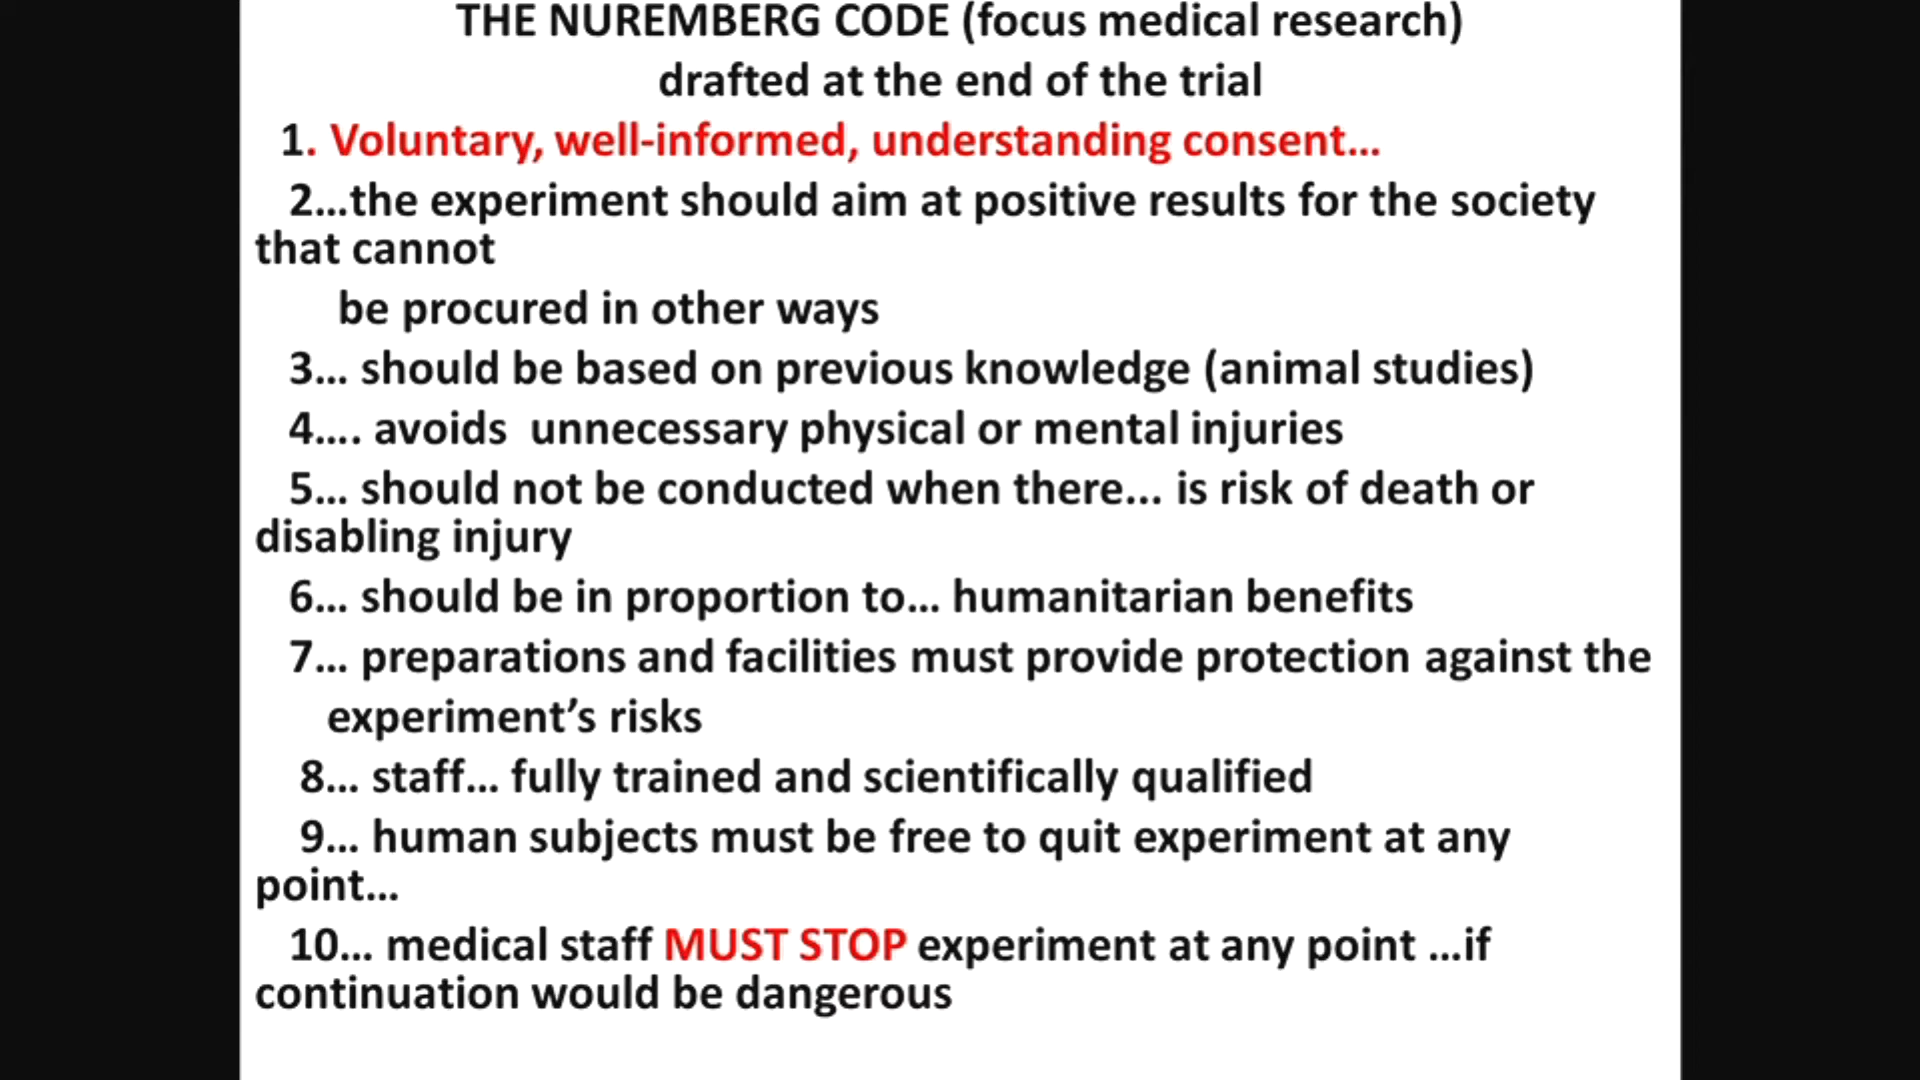 THE NUREMBERG CODE (focus medical research)
drafted at the end of the trial
1. Voluntary, well-informed, understanding consent...
2...the experiment should aim at positive results for the society
that cannot
be procured in other ways
3... should be based on previous knowledge (animal studies)
4.... avoids  unnecessary physical or mental injuries
5... should not be conducted when there... is risk of death or
disabling injury
6... should be in proportion to... humanitarian benefits
7... preparations and facilities must provide protection against the
experiment’s risks
8... staff... fully trained and scientifically qualified
9... human subjects must be free to quit experiment at any
point...
10... medical staff MUST STOP experiment at any point ...if
continuation would be dangerous